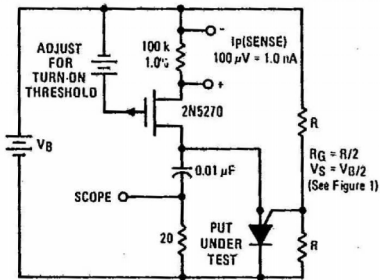 ADJUST
FOR
TURN-ON
THRESHOLD
100 k
1.0%
-
Ip(SENSE)
100 µV = 1.0 nA
+
2N5270
R
VB
0.01 µF
RG = R/2
VS = VB/2
(See Figure 1)
SCOPE
PUT
UNDER
TEST
20
R